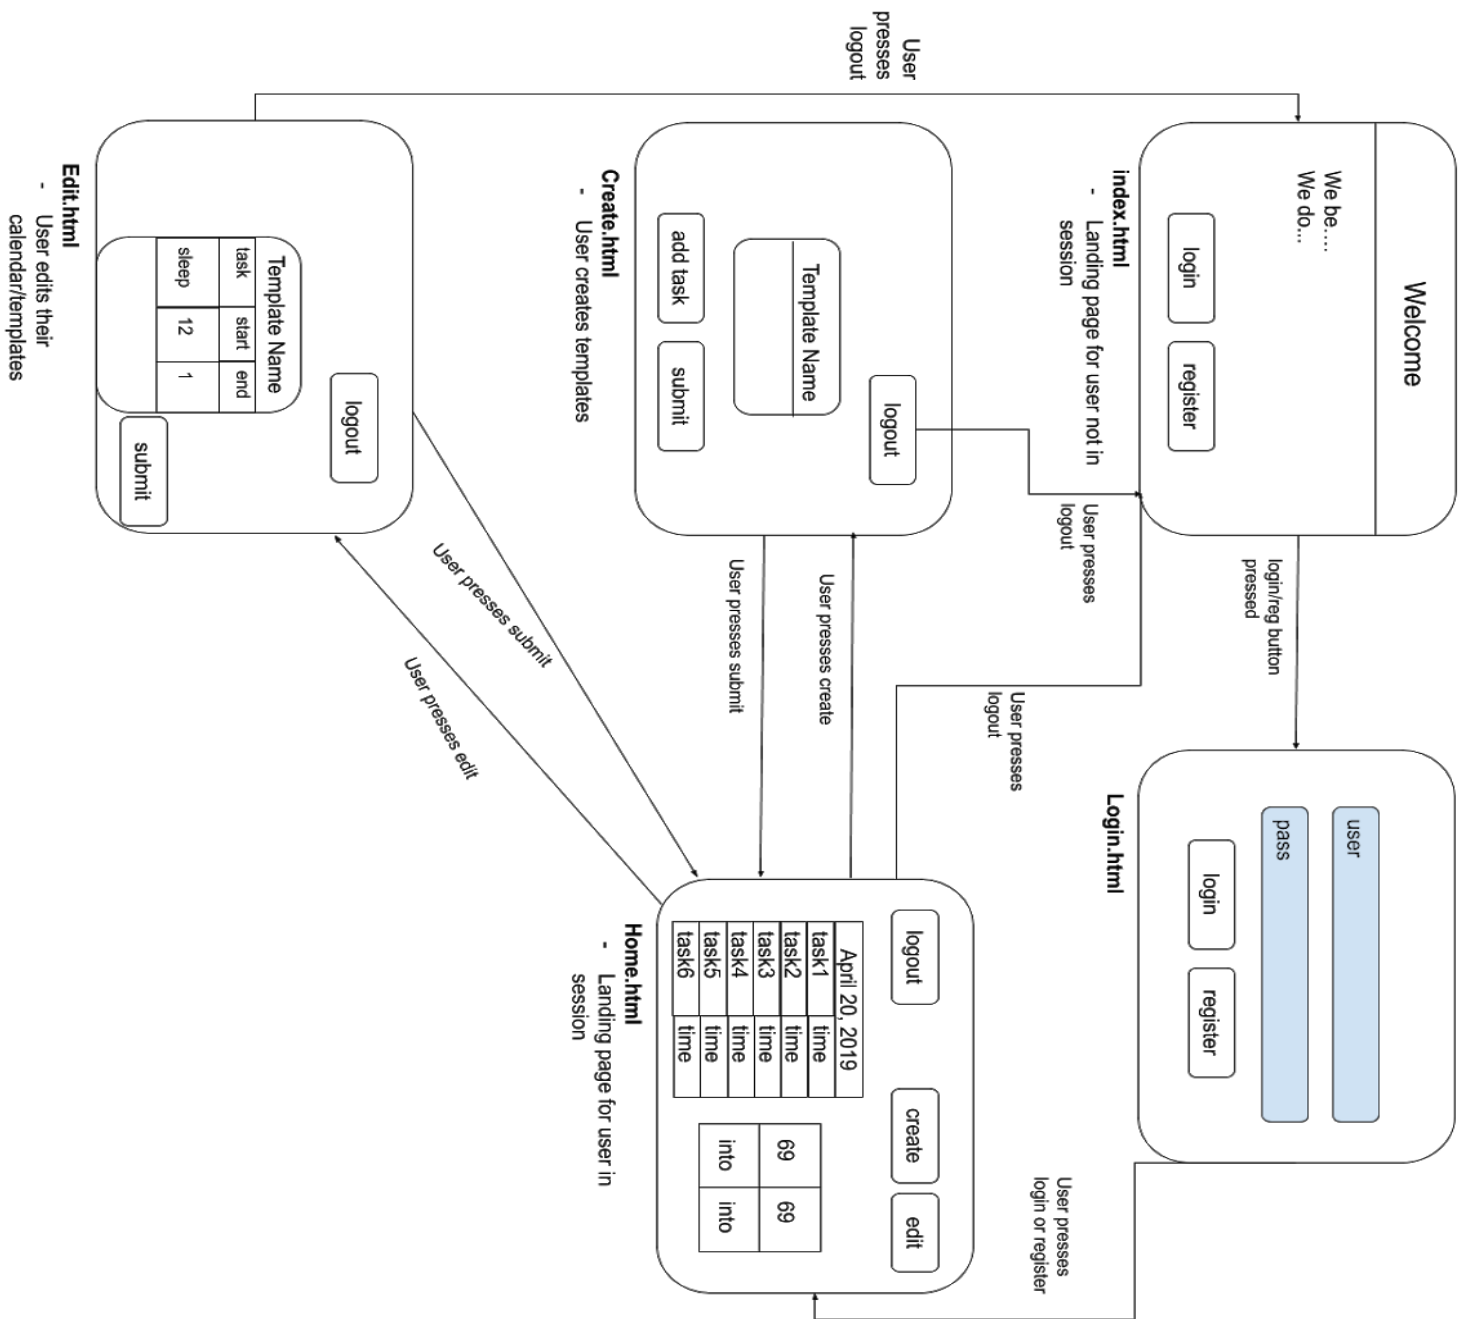 Welcome
We be.....
We do...
login
register
index.html
- Landing page for user not in
session
login/reg button
pressed
user
pass
login
register
Login.html
User presses
login or register
User
presses
logout
User presses
logout
User presses
logout
Template Name
logout
add task
submit
Create.html
- User creates templates
User presses create
User presses submit
logout
create
edit
April 20, 2019
task1 time
task2 time
task3 time
task4 time
task5 time
task6 time
69 69
into into
Home.html
- Landing page for user in
session
logout
Template Name
task start end
sleep 12 1
submit
Edit.html
- User edits their
calendar/templates
User presses submit
User presses edit